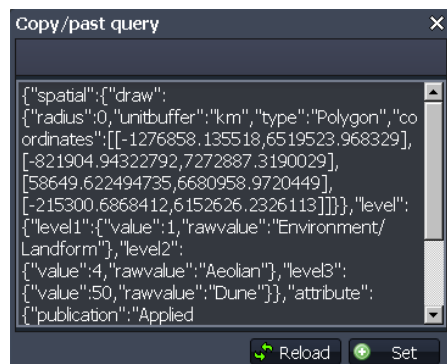 Copy/past query
{"spatial":{"draw":
{"radius":0,"unitbuffer":"km","type":"Polygon","co
ordinates":[[-1276858.135518,6519523.968329],
[-821904.94322792,7272887.3190029],
[58649.622494735,6680958.9720449],
[-215300.6868412,6152626.2326113]]}},"level":
{"level1":{"value":1,"rawvalue":"Environment/
Landform"},"level2":
{"value":4,"rawvalue":"Aeolian"},"level3":
{"value":50,"rawvalue":"Dune"}},"attribute":
{"publication":"Applied
Reload
Set